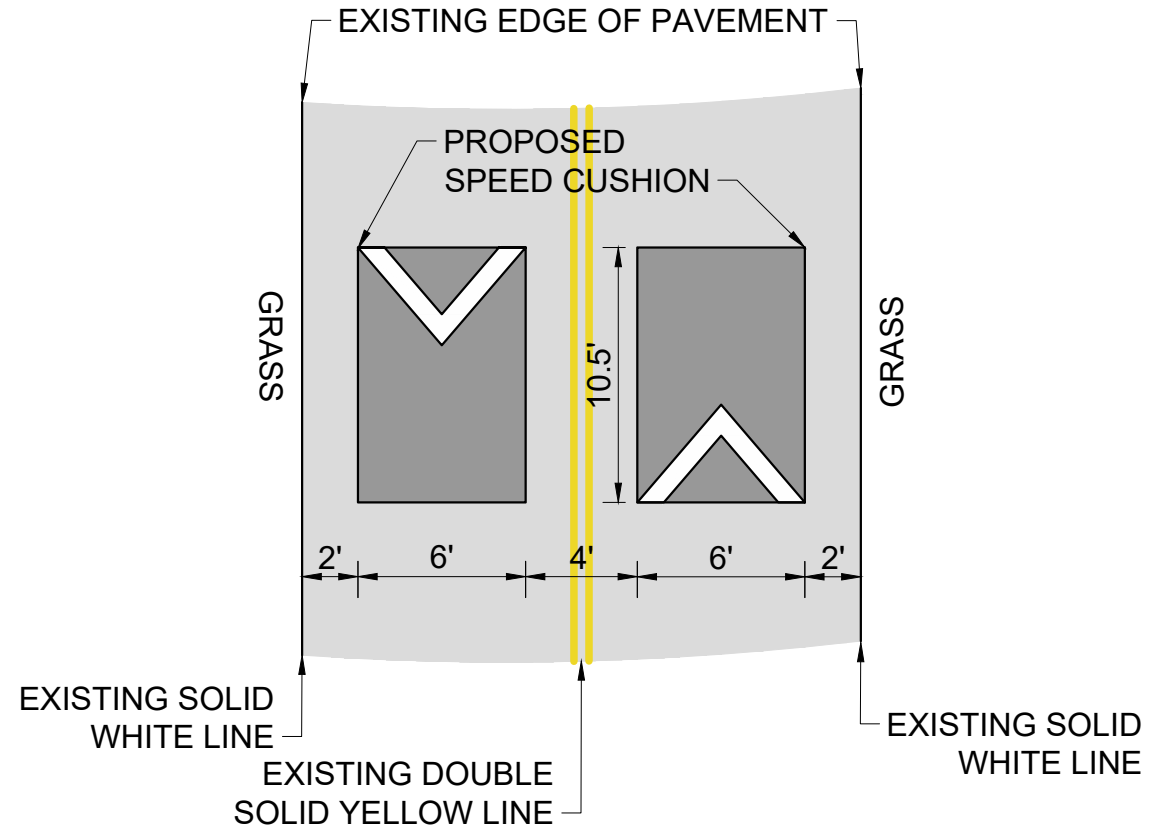 EXISTING EDGE OF PAVEMENT
PROPOSED
SPEED CUSHION
GRASS
GRASS
10.5'
2'
6'
4'
6'
2'
EXISTING SOLID
WHITE LINE
EXISTING SOLID
WHITE LINE
EXISTING DOUBLE
SOLID YELLOW LINE